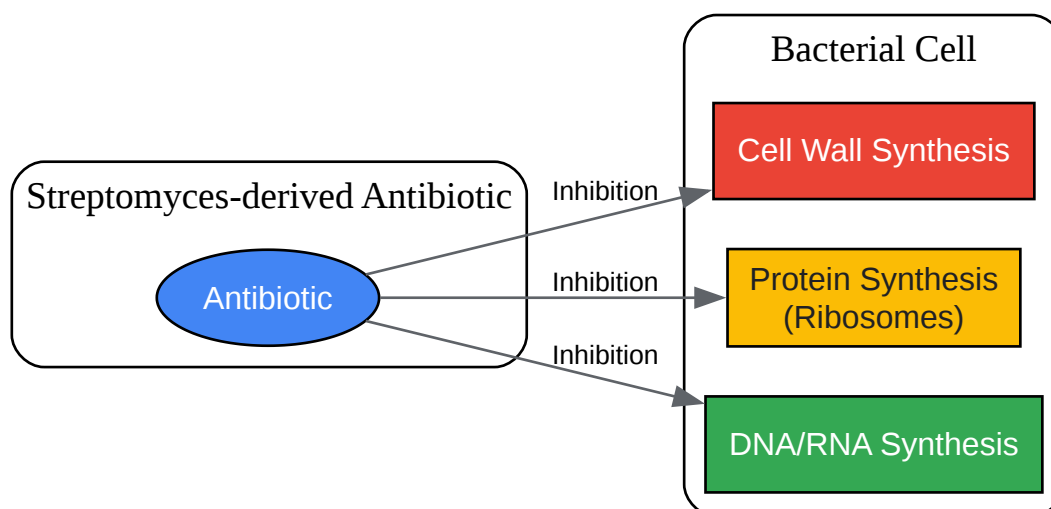 Bacterial Cell
Cell Wall Synthesis
Streptomyces-derived Antibiotic
Inhibition
Antibiotic
Inhibition
Protein Synthesis
(Ribosomes)
Inhibition
DNA/RNA Synthesis